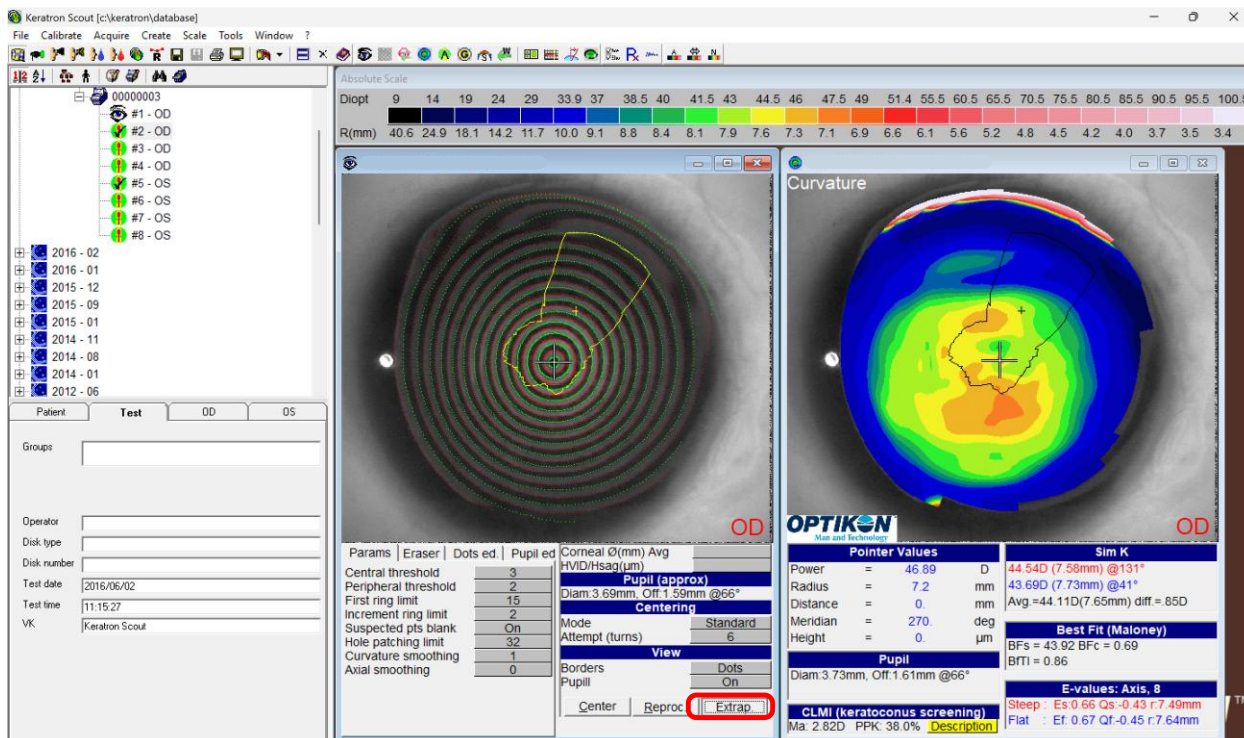 Keratron Scout [c:\keratron\database]
File Calibrate Acquire Create Scale Tools Window ?
00000003
#1 - OD
#2 - OD
#3 - OD
#4 - OD
#5 - OS
#6 - OS
#7 - OS
#8 - OS
2016 - 02
2016 - 01
2015 - 12
2015 - 09
2015 - 01
2014 - 11
2014 - 08
2014 - 01
2012 - 06
Patient Test OD OS
Groups
Operator
Disk type
Disk number
Test date 2016/06/02
Test time 11:15:27
VK Keratron Scout
Absolute Scale
Diopt 9 14 19 24 29 33.9 37 38.5 40 41.5 43 44.5 46 47.5 49 51.4 55.5 60.5 65.5 70.5 75.5 80.5 85.5 90.5 95.5 100.
R(mm) 40.6 24.9 18.1 14.2 11.7 10.0 9.1 8.8 8.4 8.1 7.9 7.6 7.3 7.1 6.9 6.6 6.1 5.6 5.2 4.8 4.5 4.2 4.0 3.7 3.5 3.4
OD
Params Eraser Dots ed. Pupil ed
Central threshold 3
Peripheral threshold 2
First ring limit 15
Increment ring limit 2
Suspected pts blank On
Hole patching limit 32
Curvature smoothing 1
Axial smoothing 0
Corneal Ø(mm) Avg
HVID/Hsag(µm)
Pupil (approx)
Diam:3.69mm, Off:1.59mm @66°
Centering
Mode Standard
Attempt (turns) 6
View
Borders Dots
Pupill On
Center Reproc. Extrap.
Curvature
OPTIKON
Man and Technology
OD
Pointer Values
Power = 46.89 D
Radius = 7.2 mm
Distance = 0. mm
Meridian = 270. deg
Height = 0. µm
Pupil
Diam:3.73mm, Off:1.61mm @66°
CLMI (keratoconus screening)
Ma: 2.82D PPK: 38.0% Description
Sim K
44.54D (7.58mm) @131°
43.69D (7.73mm) @41°
Avg.=44.11D(7.65mm) diff.=.85D
Best Fit (Maloney)
BFs = 43.92 BFc = 0.69
BfTI = 0.86
E-values: Axis, 8
Steep : Es:0.66 Qs:-0.43 r:7.49mm
Flat : Ef: 0.67 Qf:-0.45 r:7.64mm